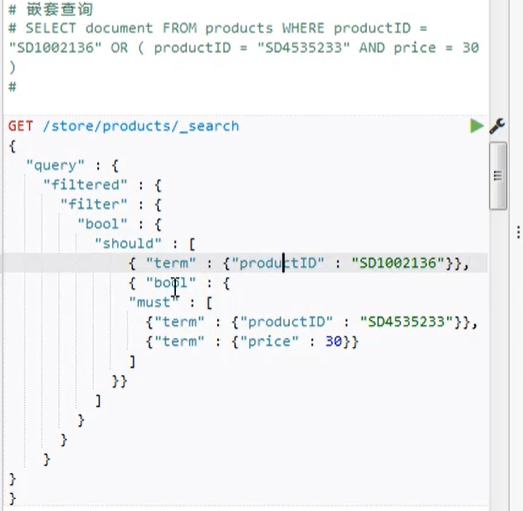 # 嵌套查询
# SELECT document FROM products WHERE productID =
"SD1002136" OR ( productID = "SD4535233" AND price = 30
)
#
GET /store/products/_search
{
"query" : {
"filtered" : {
"filter" : {
"bool" : {
"should" : [
{ "term" : {"productID" : "SD1002136"}},
{ "bool" : {
"must" : [
{"term" : {"productID" : "SD4535233"}},
{"term" : {"price" : 30}}
]
}}
]
}
}
}
}
}